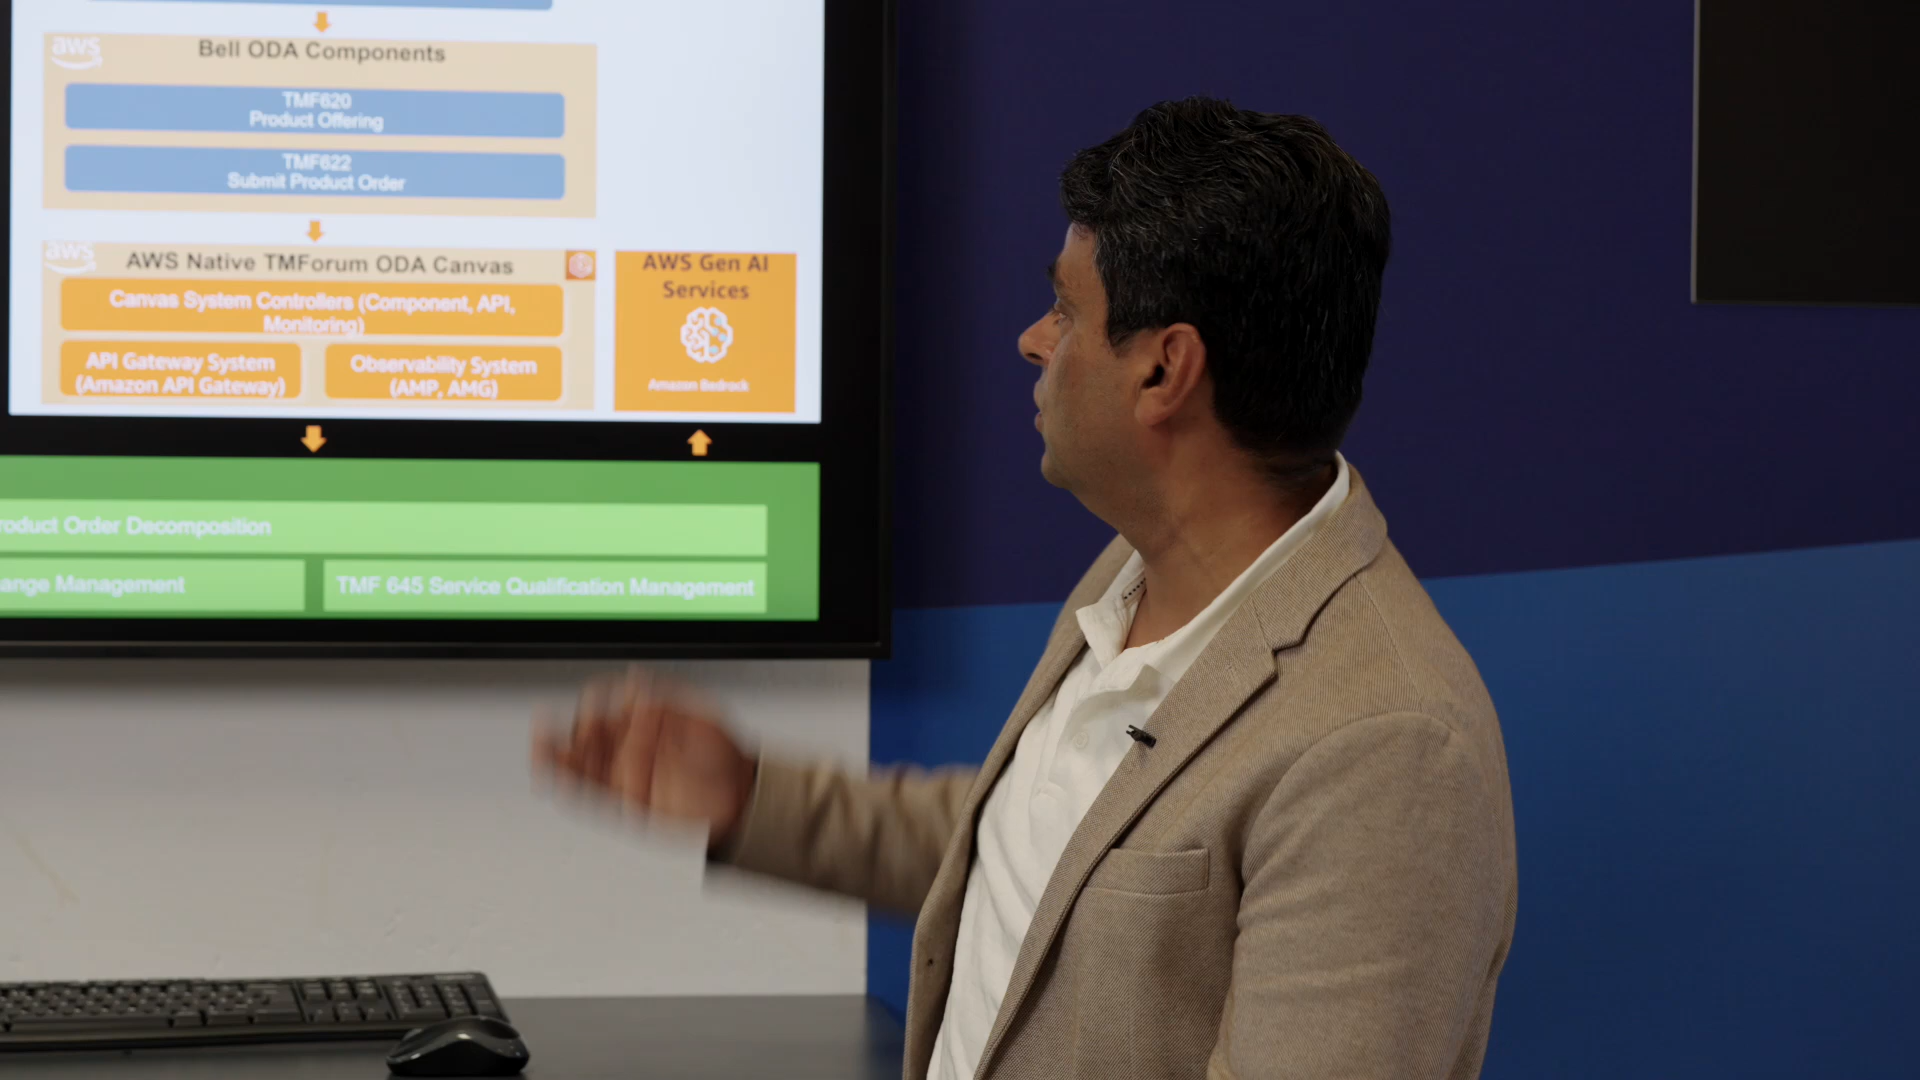 aws
Bell ODA Components
TMF620
Product Offering
TMF622
Submit Product Order
aws
AWS Native TMForum ODA Canvas
Canvas System Controllers (Component, API,
Monitoring)
API Gateway System
(Amazon API Gateway)
Observability System
(AMP, AMG)
AWS Gen AI
Services
Amazon Bedrock
roduct Order Decomposition
ange Management
TMF 645 Service Qualification Management